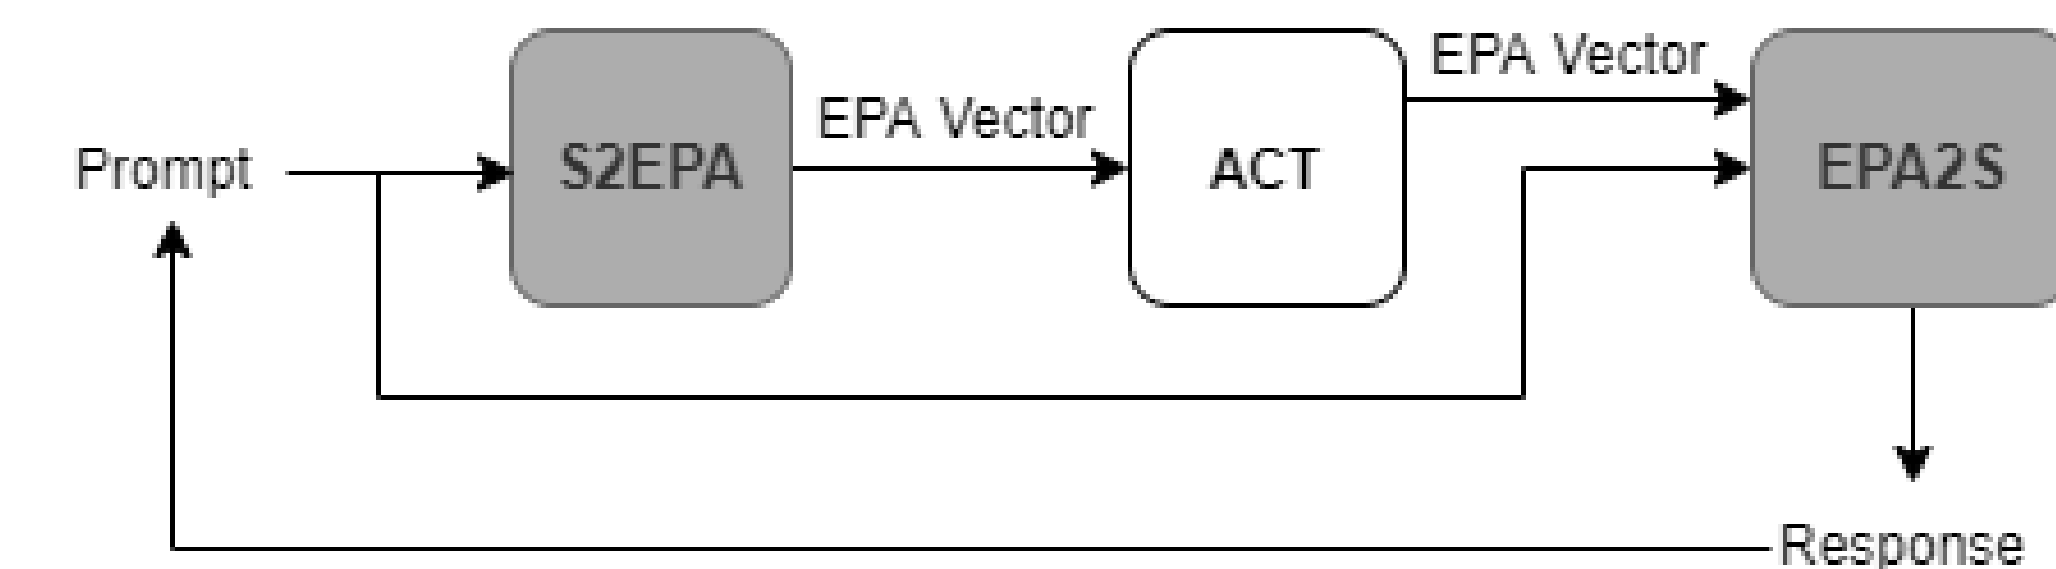 EPA Vector
EPA Vector
Prompt
S2EPA
ACT
EPA2S
Response